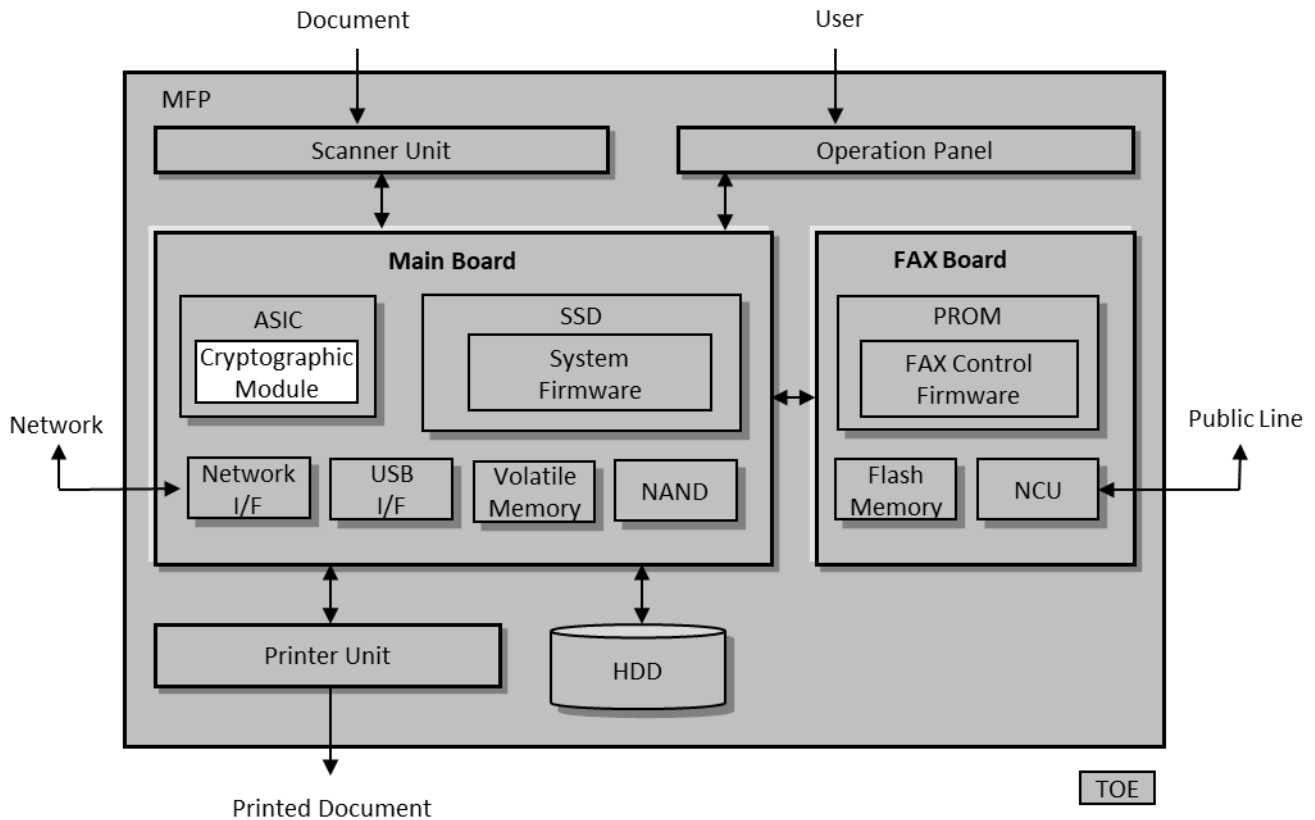 Document
User
MFP
Scanner Unit
Operation Panel
Main Board
FAX Board
ASIC
Cryptographic
Module
SSD
System
Firmware
PROM
FAX Control
Firmware
Network
Public Line
Network
I/F
USB
I/F
Volatile
Memory
NAND
Flash
Memory
NCU
Printer Unit
HDD
TOE
Printed Document